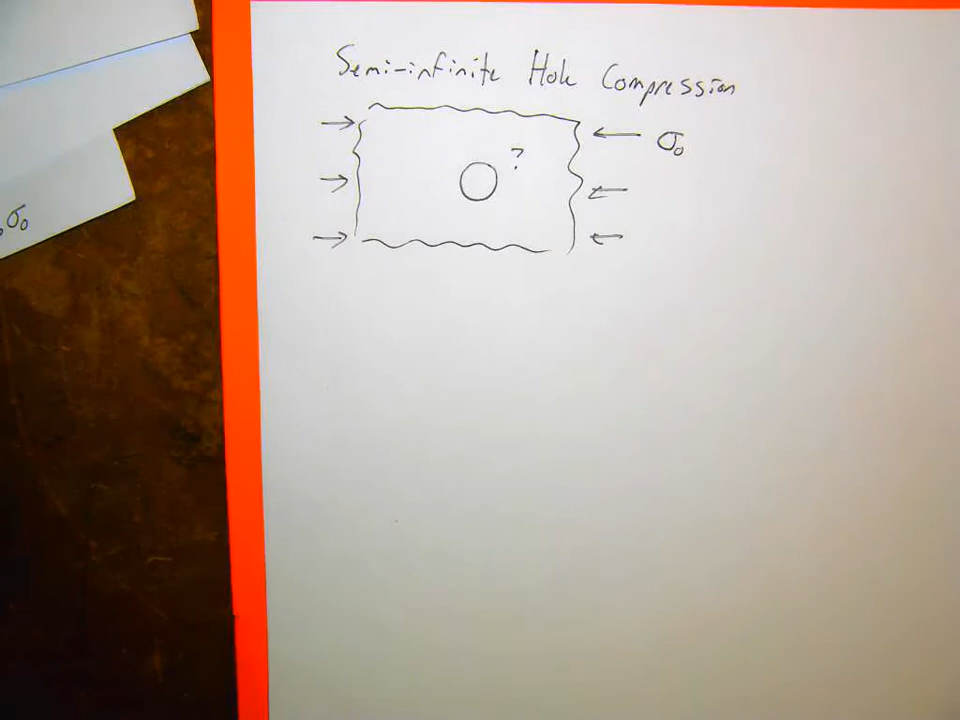 Semi-infinite Hole Compression
σ₀
?
σ₀